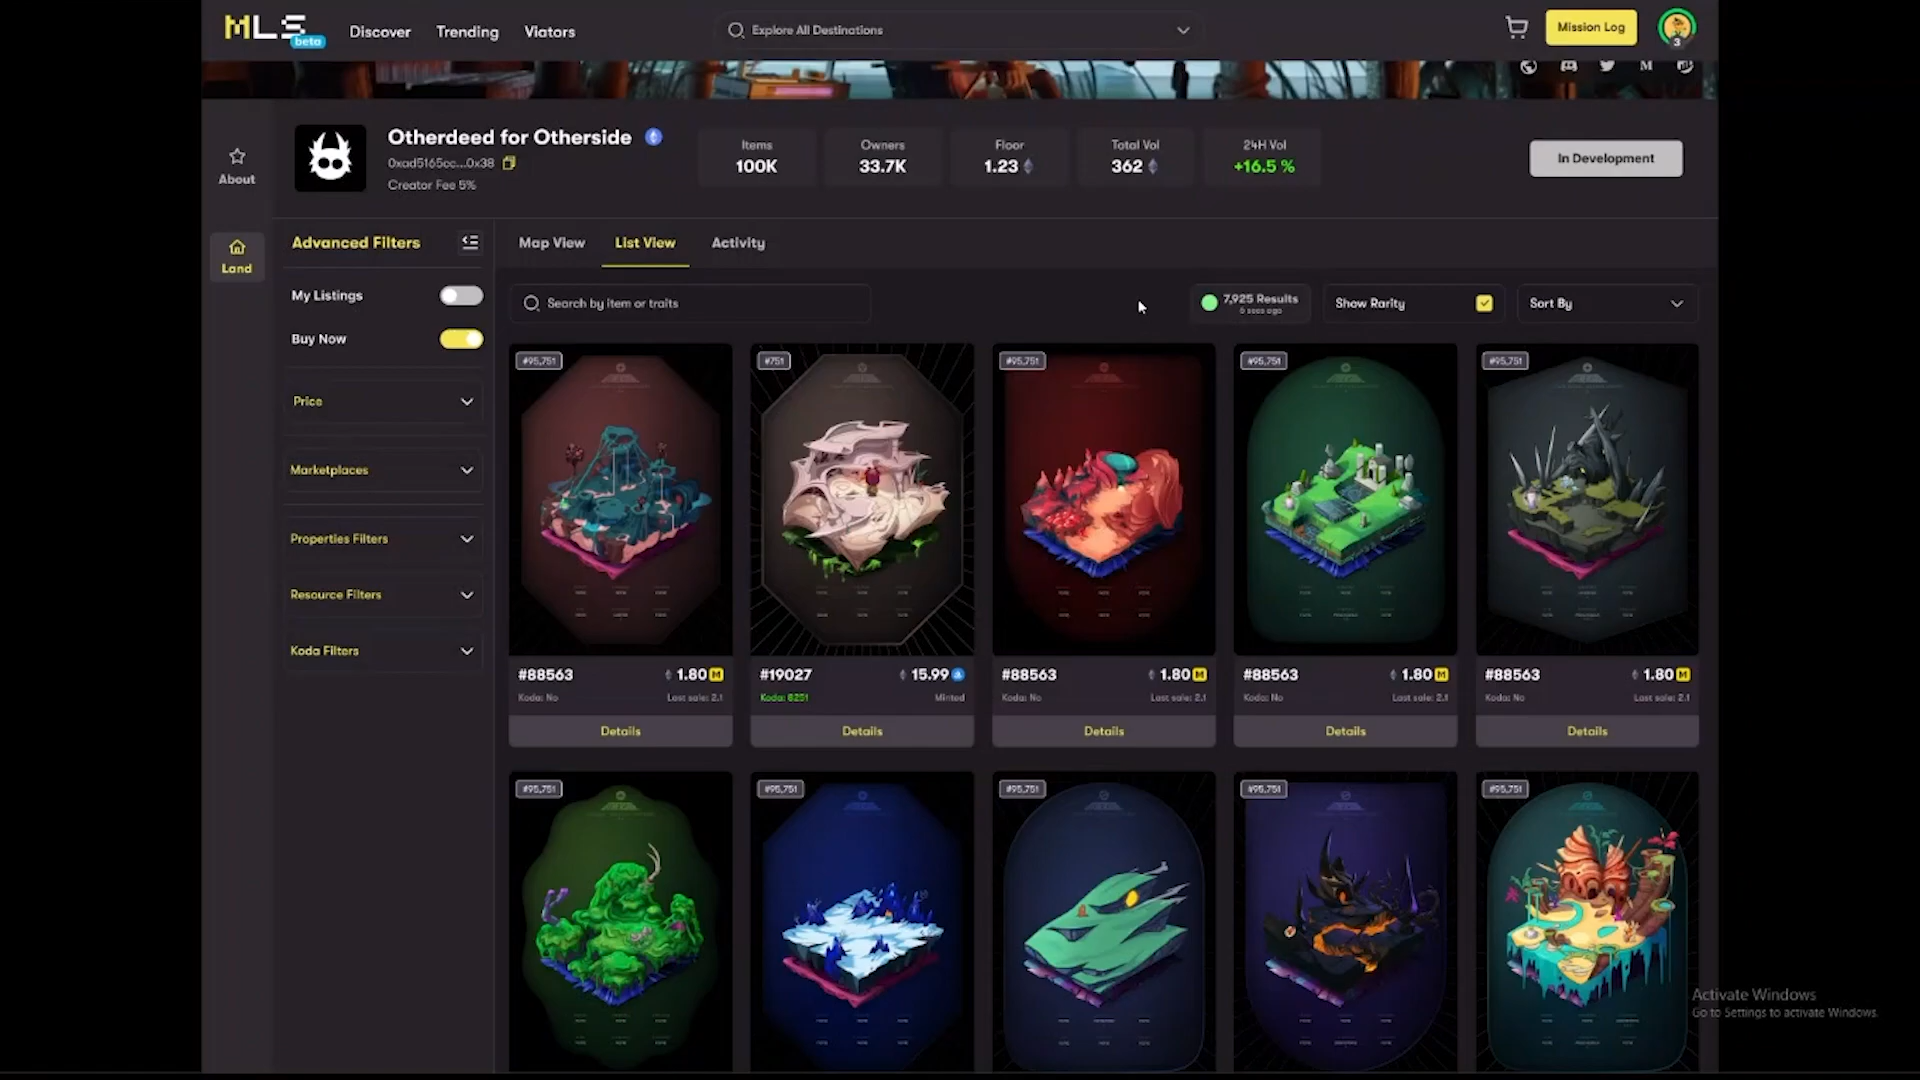 MLS
beta
Discover
Trending
Viators
Explore All Destinations
Mission Log
3
About
Land
Otherdeed for Otherside
0xad5165cc...0x38
Creator Fee 5%
Items
100K
Owners
33.7K
Floor
1.23
Total Vol
362
24H Vol
+16.5 %
In Development
Advanced Filters
My Listings
Buy Now
Price
Marketplaces
Properties Filters
Resource Filters
Koda Filters
Map View
List View
Activity
Search by item or traits
7,925 Results
Show Rarity
Sort By
#95,751
#751
#95,751
#95,751
#95,751
#88563
1.80 M
Koda: No
Last sale: 2.1
Details
#19027
15.99
Koda: 8251
Minted
Details
#88563
1.80 M
Koda: No
Last sale: 2.1
Details
#88563
1.80 M
Koda: No
Last sale: 2.1
Details
#88563
1.80 M
Koda: No
Last sale: 2.1
Details
#95,751
#95,751
#95,751
#95,751
#95,751
Activate Windows
Go to Settings to activate Windows.